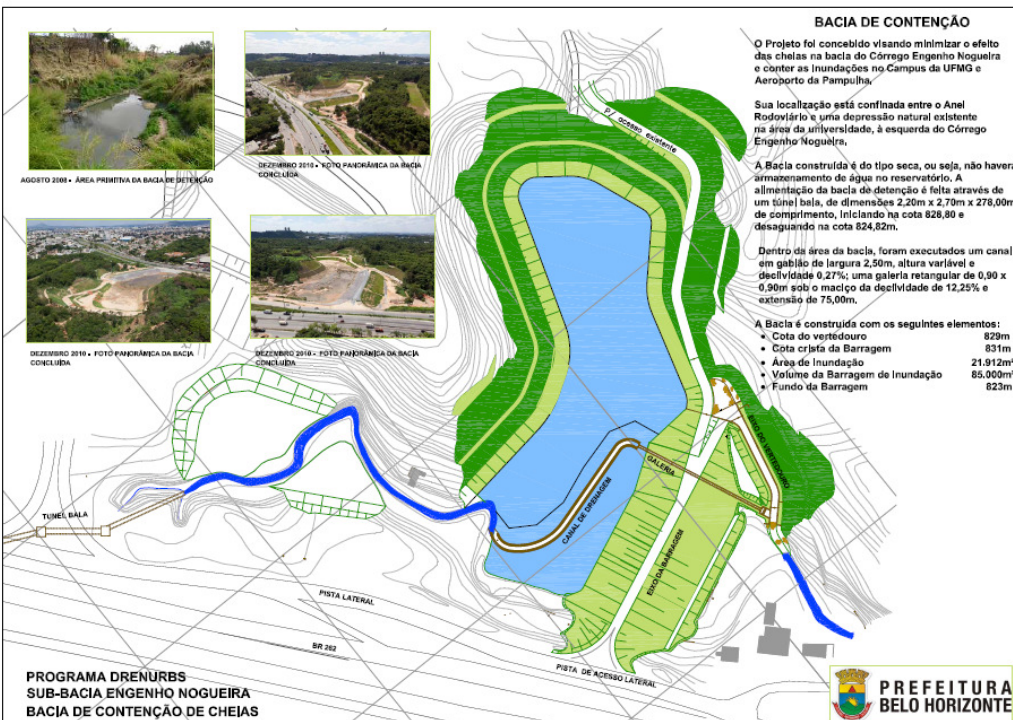 BACIA DE CONTENÇÃO
O Projeto foi concebido visando minimizar o efeito
das cheias na bacia do Córrego Engenho Nogueira
e conter as inundações no Campus da UFMG e
Aeroporto da Pampulha.
Sua localização está confinada entre o Anel
Rodoviário e uma depressão natural existente
na área da universidade, à esquerda do Córrego
Engenho Nogueira.
A Bacia construída é do tipo seca, ou seja, não havera
armazenamento de água no reservatório. A
alimentação da bacia de detenção é feita através de
um túnel bala, de dimensões 2,20m x 2,70m x 278,00m
de comprimento, iniciando na cota 828,80 e
desaguando na cota 824,82m.
Dentro da área da bacia, foram executados um canal
em gabião de largura 2,50m, altura variável e
declividade 0,27%; uma galeria retangular de 0,90 x
0,90m sob o maciço da declividade de 12,25% e
extensão de 75,00m.
A Bacia é construída com os seguintes elementos:
• Cota do vertedouro 829m
• Cota crista da Barragem 831m
• Área de Inundação 21.912m²
• Volume da Barragem de Inundação 85.000m³
• Fundo da Barragem 823m
AGOSTO 2008 • ÁREA PRIMITIVA DA BACIA DE DETENÇÃO
DEZEMBRO 2010 • FOTO PANORÂMICA DA BACIA
CONCLUÍDA
DEZEMBRO 2010 • FOTO PANORÂMICA DA BACIA
CONCLUÍDA
DEZEMBRO 2010 - FOTO PANORÂMICA DA BACIA
CONCLUÍDA
P/ acesso existente
EIXO DO VERTEDOURO
GALERIA
CANAL DE DRENAGEM
EIXO DA BARRAGEM
TUNEL BALA
PISTA LATERAL
BR 262
PISTA DE ACESSO LATERAL
PROGRAMA DRENURBS
SUB-BACIA ENGENHO NOGUEIRA
BACIA DE CONTENÇÃO DE CHEIAS
PREFEITURA
BELO HORIZONTE